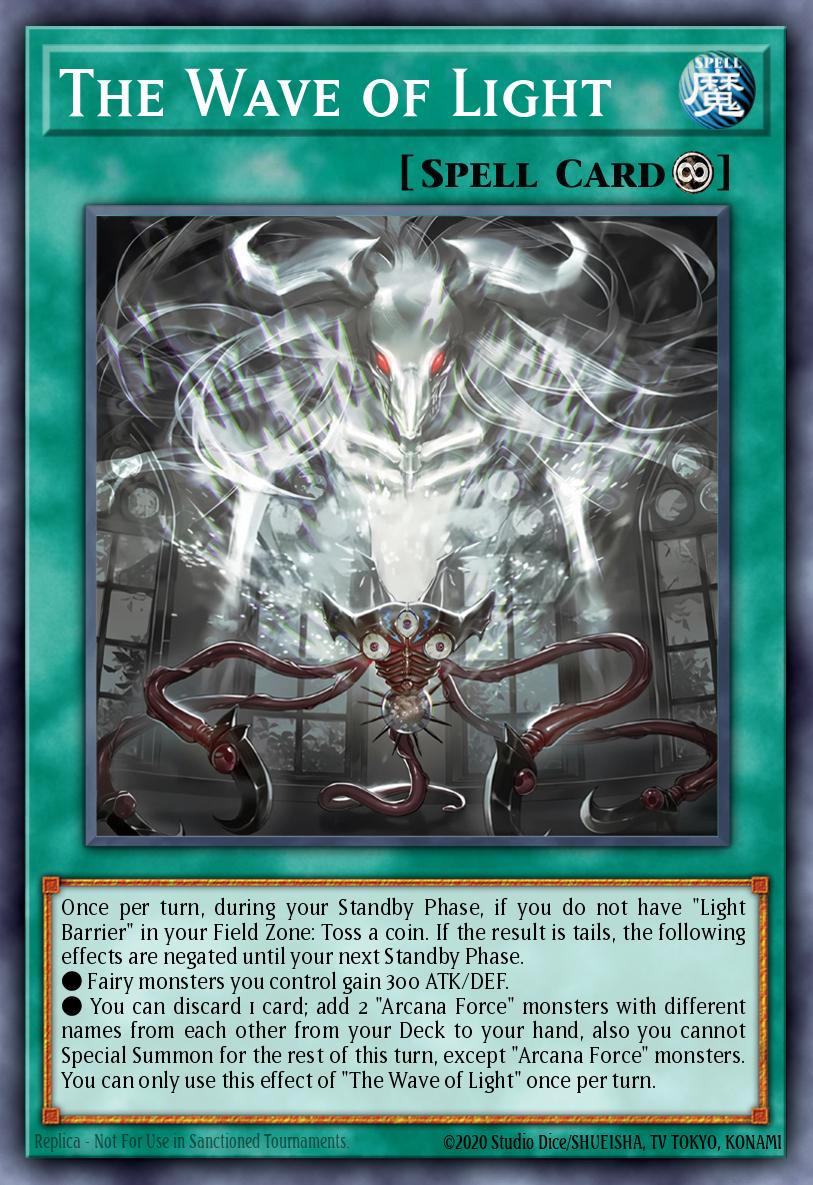 The Wave of Light
SPELL
魔
[Spell Card]
Once per turn, during your Standby Phase, if you do not have "Light
Barrier" in your Field Zone: Toss a coin. If the result is tails, the following
effects are negated until your next Standby Phase.
● Fairy monsters you control gain 300 ATK/DEF.
● You can discard 1 card; add 2 "Arcana Force" monsters with different
names from each other from your Deck to your hand, also you cannot
Special Summon for the rest of this turn, except "Arcana Force" monsters.
You can only use this effect of "The Wave of Light" once per turn.
Replica - Not For Use in Sanctioned Tournaments.
©2020 Studio Dice/SHUEISHA, TV TOKYO, KONAMI